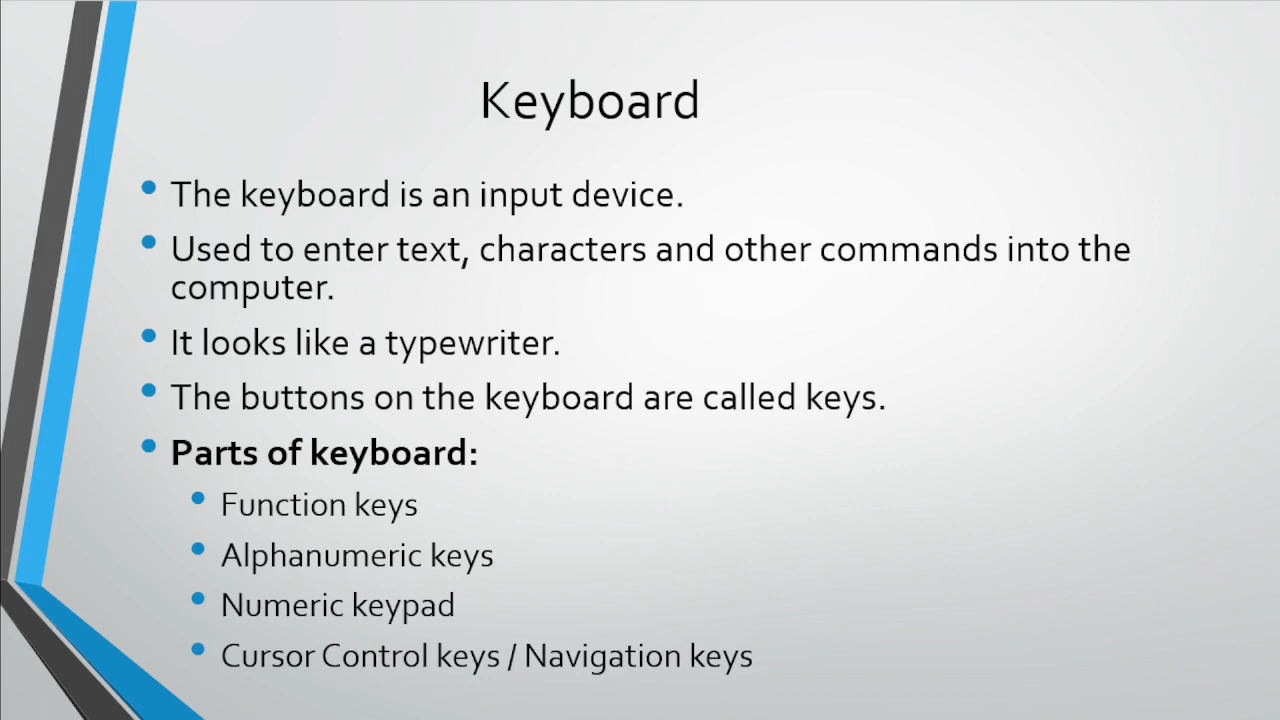 Keyboard
• The keyboard is an input device.
• Used to enter text, characters and other commands into the
computer.
• It looks like a typewriter.
• The buttons on the keyboard are called keys.
• Parts of keyboard:
• Function keys
• Alphanumeric keys
• Numeric keypad
• Cursor Control keys / Navigation keys